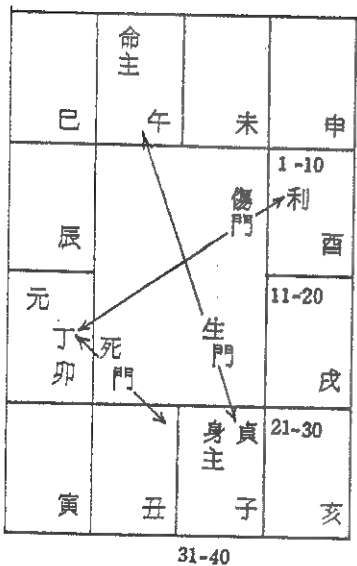 命主
巳
午
未
申
1-10
利
酉
傷門
辰
元
丁
卯
死門
生門
11-20
戌
寅
丑
身主
貞
子
21-30
亥
31-40